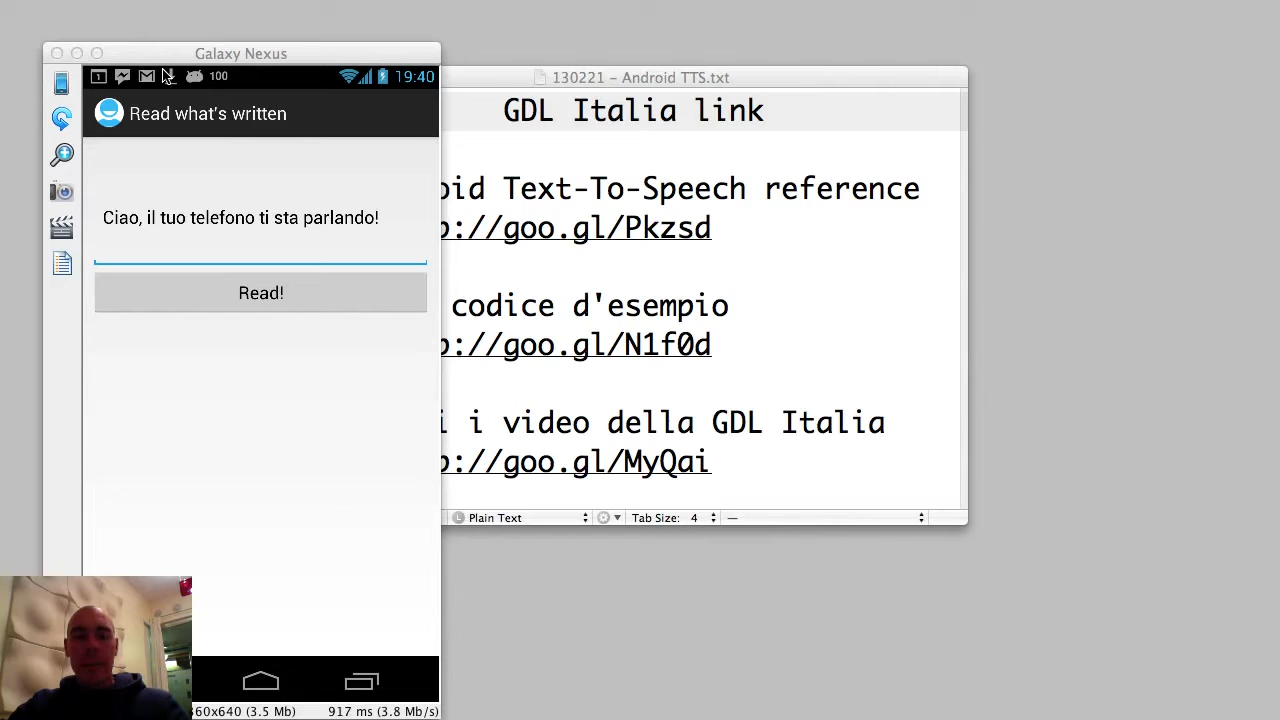 Galaxy Nexus
1
100
19:40
Read what's written
Ciao, il tuo telefono ti sta parlando!
Read!
60x640 (3.5 Mb)
917 ms (3.8 Mb/s)
130221 – Android TTS.txt
GDL Italia link
oid Text-To-Speech reference
://goo.gl/Pkzsd
codice d'esempio
://goo.gl/N1f0d
i i video della GDL Italia
://goo.gl/MyQai
L Plain Text
Tab Size: 4
—